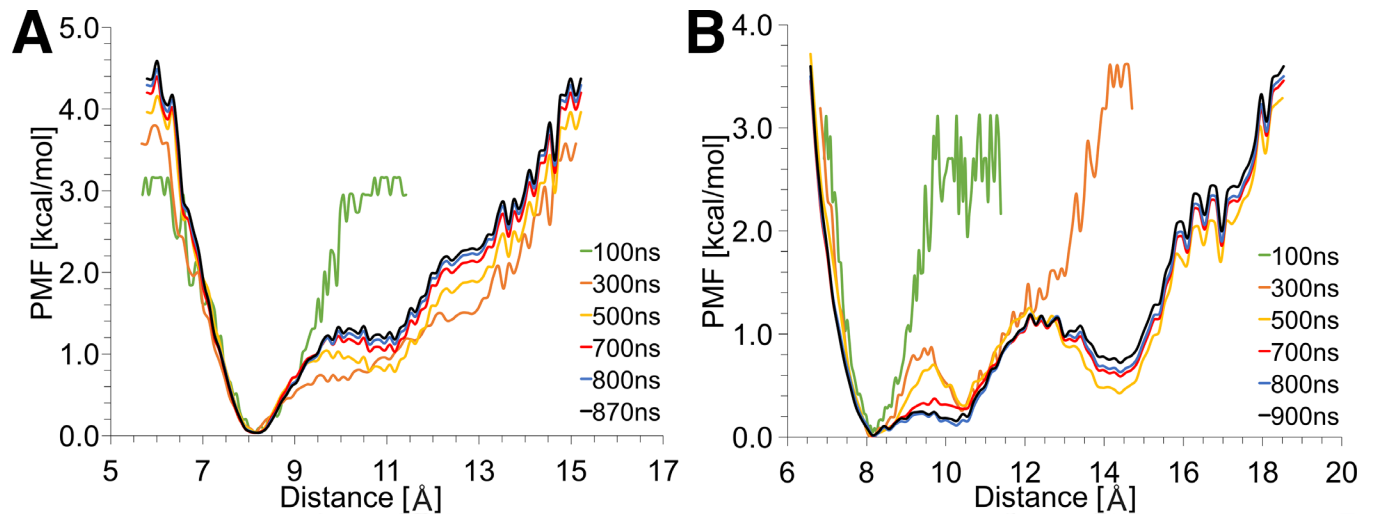 A
PMF [kcal/mol]
5.0
4.0
3.0
2.0
1.0
0.0
5 7 9 11 13 15 17
Distance [Å]
100ns
300ns
500ns
700ns
800ns
870ns
B
PMF [kcal/mol]
4.0
3.0
2.0
1.0
0.0
6 8 10 12 14 16 18 20
Distance [Å]
100ns
300ns
500ns
700ns
800ns
900ns